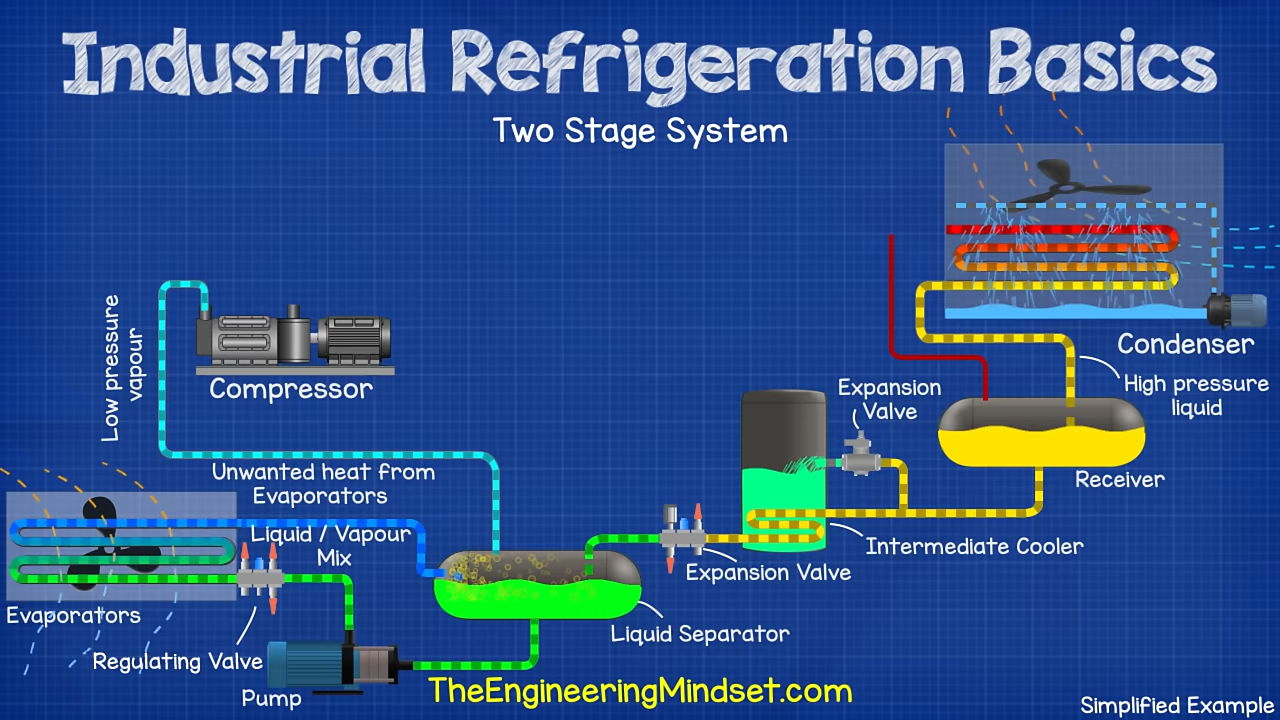 Industrial Refrigeration Basics
Two Stage System
Condenser
High pressure
liquid
Low pressure
vapour
Compressor
Expansion
Valve
Receiver
Unwanted heat from
Evaporators
Liquid / Vapour
Mix
Intermediate Cooler
Expansion Valve
Evaporators
Liquid Separator
Regulating Valve
Pump
TheEngineeringMindset.com
Simplified Example